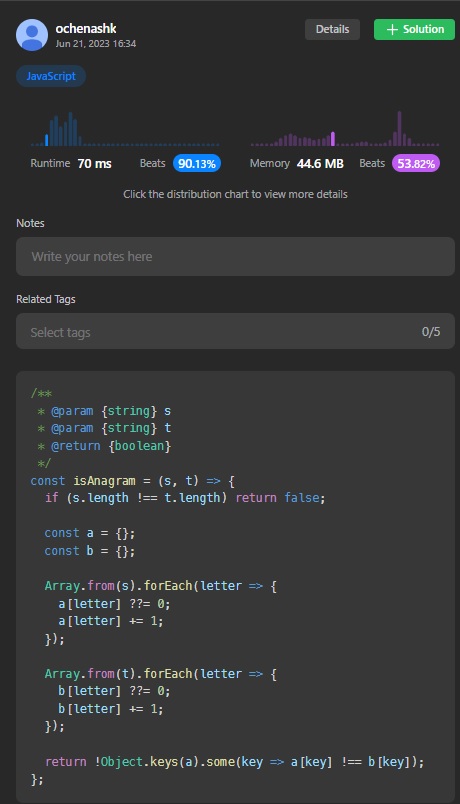 ochenashk
Jun 21, 2023 16:34
Details
+ Solution
JavaScript
Runtime 70 ms Beats 90.13%
Memory 44.6 MB Beats 53.82%
Click the distribution chart to view more details
Notes
Write your notes here
Related Tags
Select tags 0/5
/**
 * @param {string} s
 * @param {string} t
 * @return {boolean}
 */
const isAnagram = (s, t) => {
  if (s.length !== t.length) return false;

  const a = {};
  const b = {};

  Array.from(s).forEach(letter => {
    a[letter] ??= 0;
    a[letter] += 1;
  });

  Array.from(t).forEach(letter => {
    b[letter] ??= 0;
    b[letter] += 1;
  });

  return !Object.keys(a).some(key => a[key] !== b[key]);
};